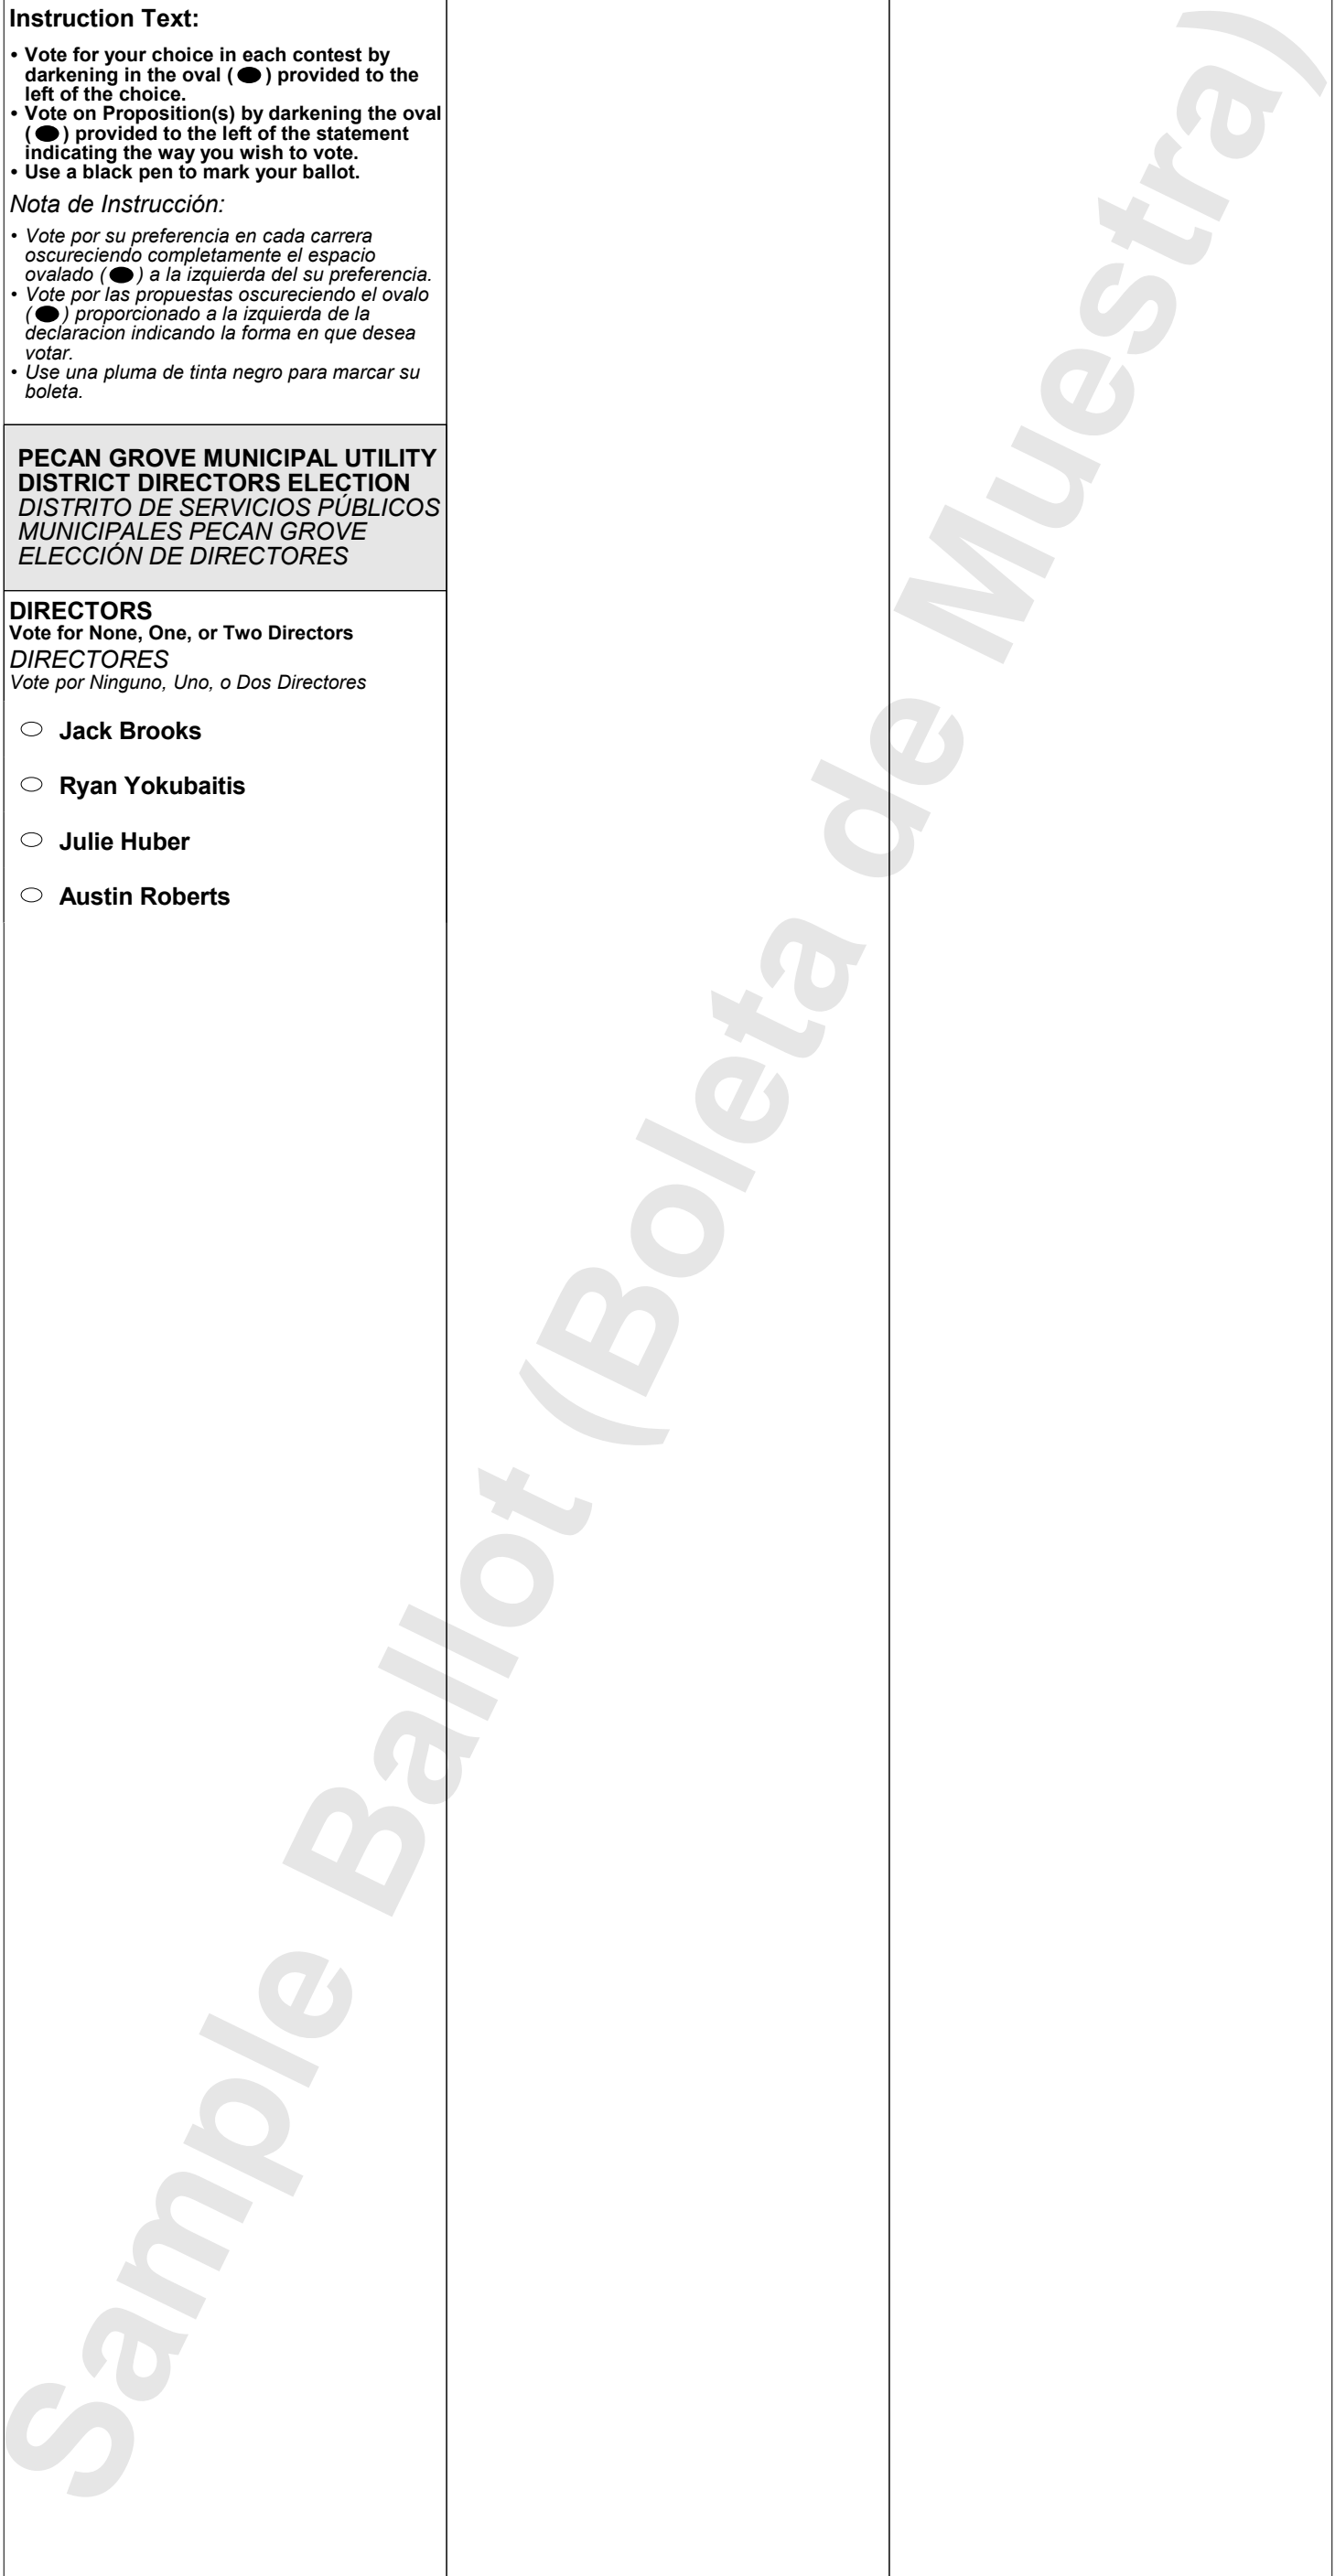 Instruction Text:
• Vote for your choice in each contest by
darkening in the oval ( ) provided to the
left of the choice.
• Vote on Proposition(s) by darkening the oval
( ) provided to the left of the statement
indicating the way you wish to vote.
• Use a black pen to mark your ballot.
Nota de Instrucción:
• Vote por su preferencia en cada carrera
oscureciendo completamente el espacio
ovalado ( ) a la izquierda del su preferencia.
• Vote por las propuestas oscureciendo el ovalo
( ) proporcionado a la izquierda de la
declaracion indicando la forma en que desea
votar.
• Use una pluma de tinta negro para marcar su
boleta.
PECAN GROVE MUNICIPAL UTILITY
DISTRICT DIRECTORS ELECTION
DISTRITO DE SERVICIOS PÚBLICOS
MUNICIPALES PECAN GROVE
ELECCIÓN DE DIRECTORES
DIRECTORS
Vote for None, One, or Two Directors
DIRECTORES
Vote por Ninguno, Uno, o Dos Directores
Jack Brooks
Ryan Yokubaitis
Julie Huber
Austin Roberts
Sample Ballot (Boleta de Muestra)